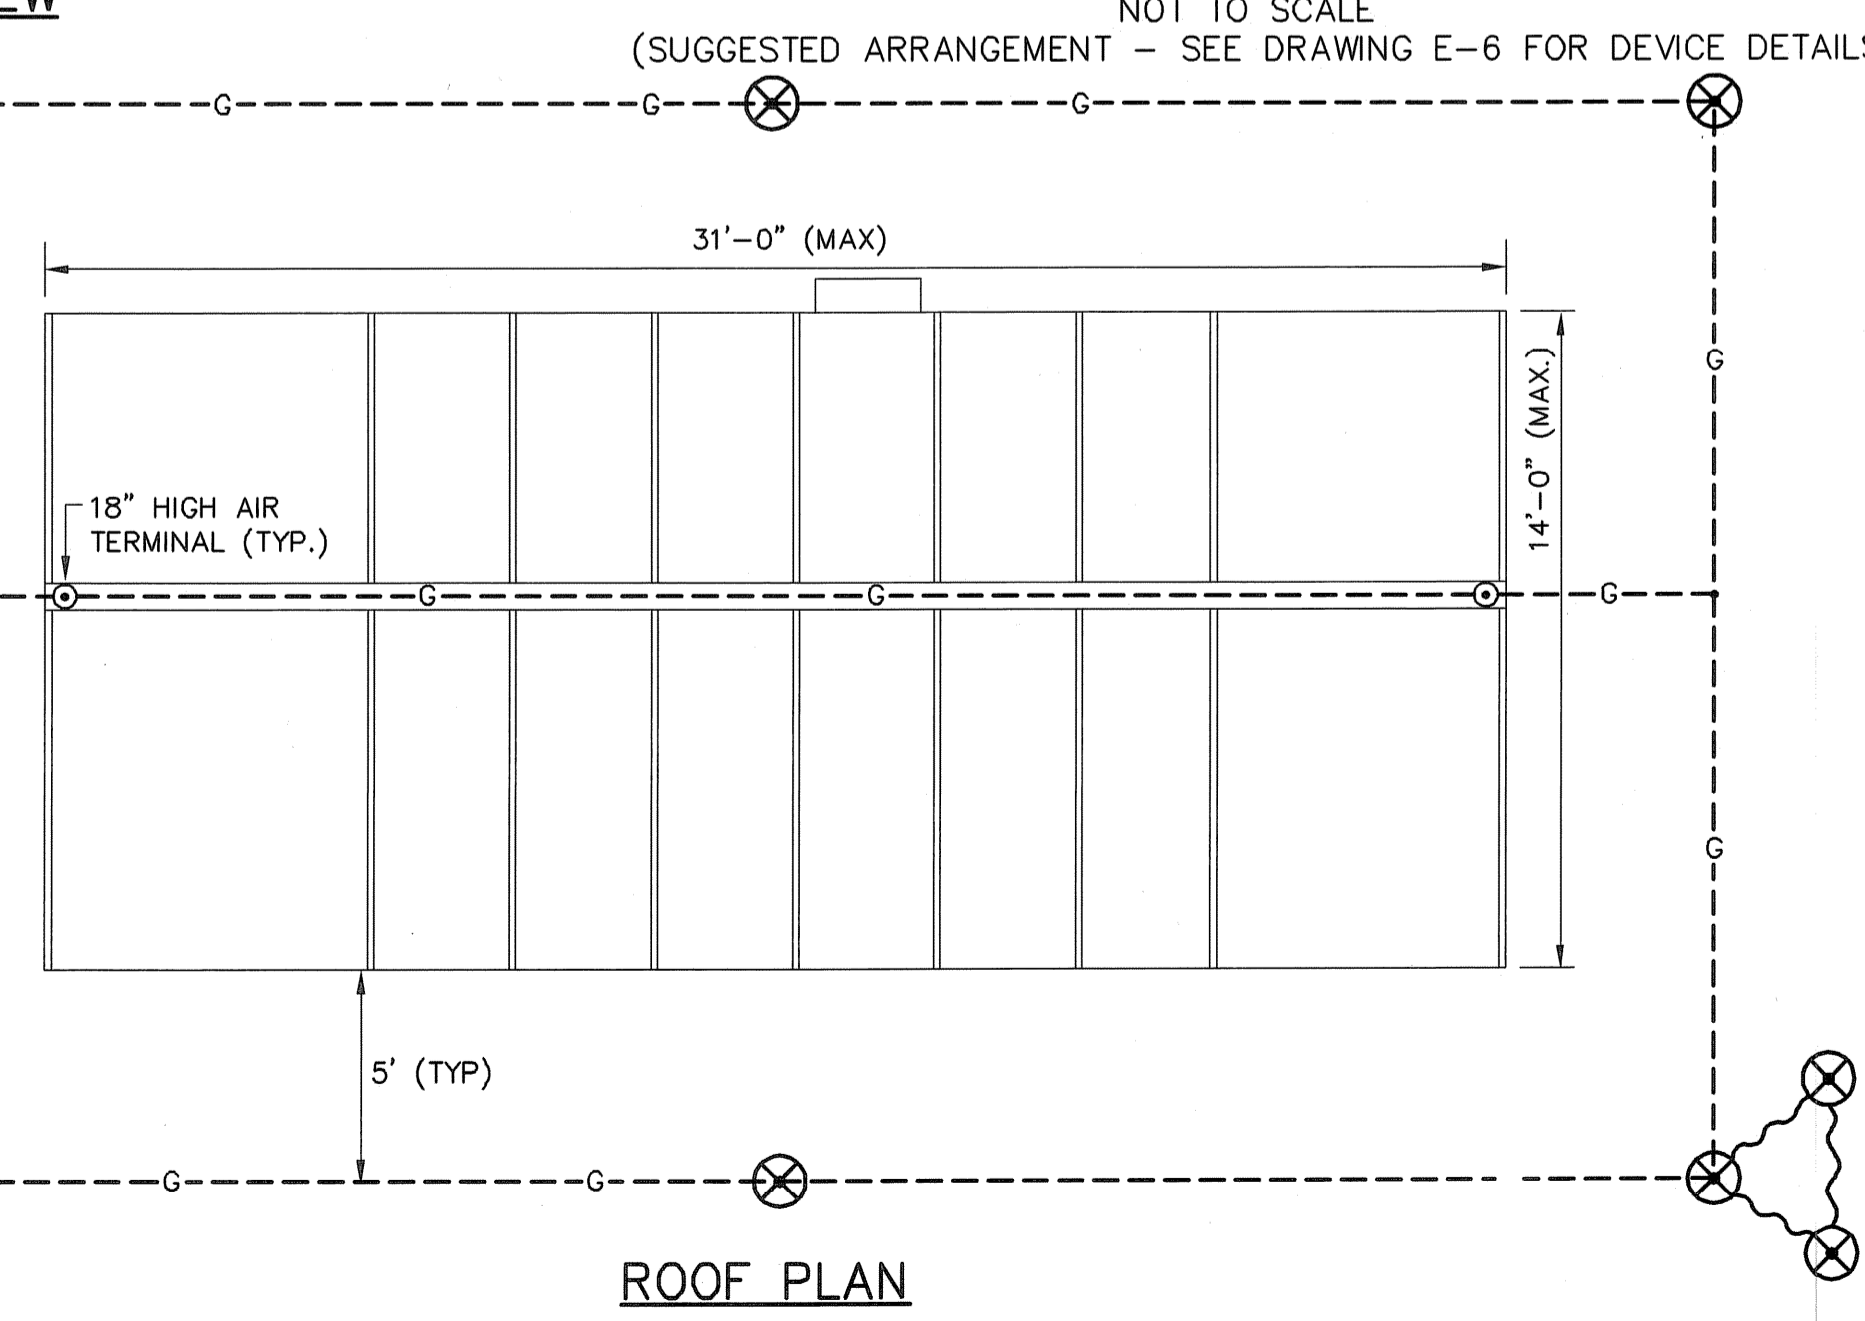 NOT TO SCALE
(SUGGESTED ARRANGEMENT – SEE DRAWING E-6 FOR DEVICE DETAILS
G G G
31'-0" (MAX)
G
14'-0" (MAX.)
18" HIGH AIR
TERMINAL (TYP.)
G G G
G
5' (TYP)
G G
ROOF PLAN